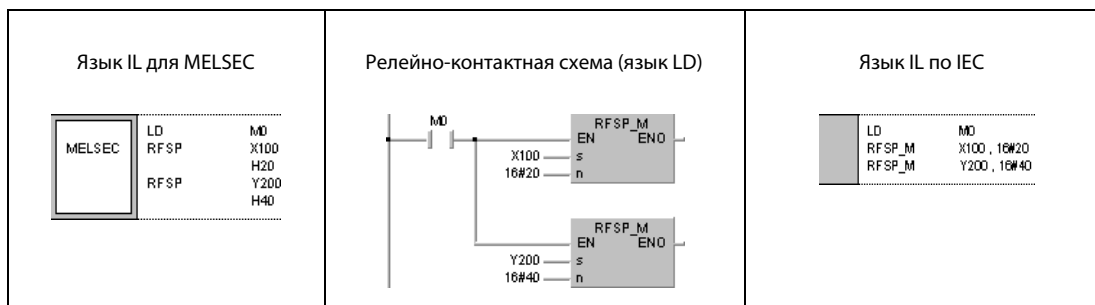 Язык IL для MELSEC
MELSEC
LD M0
RFSP X100
H20
RFSP Y200
H40
Релейно-контактная схема (язык LD)
M0
RFSP_M
EN ENO
X100 s
16#20 n
RFSP_M
EN ENO
Y200 s
16#40 n
Язык IL по IEC
LD M0
RFSP_M X100 , 16#20
RFSP_M Y200 , 16#40